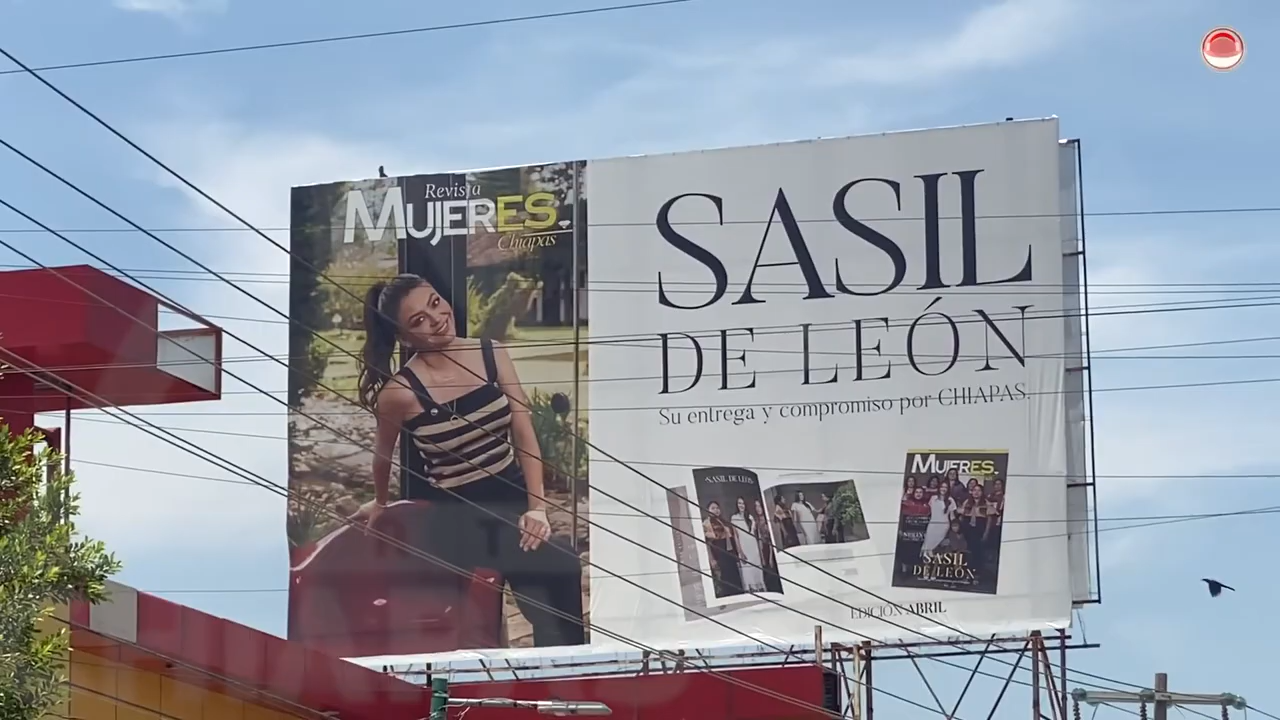 Revista
MUJERES
Chiapas
SASIL
DE LEÓN
Su entrega y compromiso por CHIAPAS.
SASIL DE LEÓN
MUJERES
SASIL
DE LEÓN
EDICIÓN ABRIL